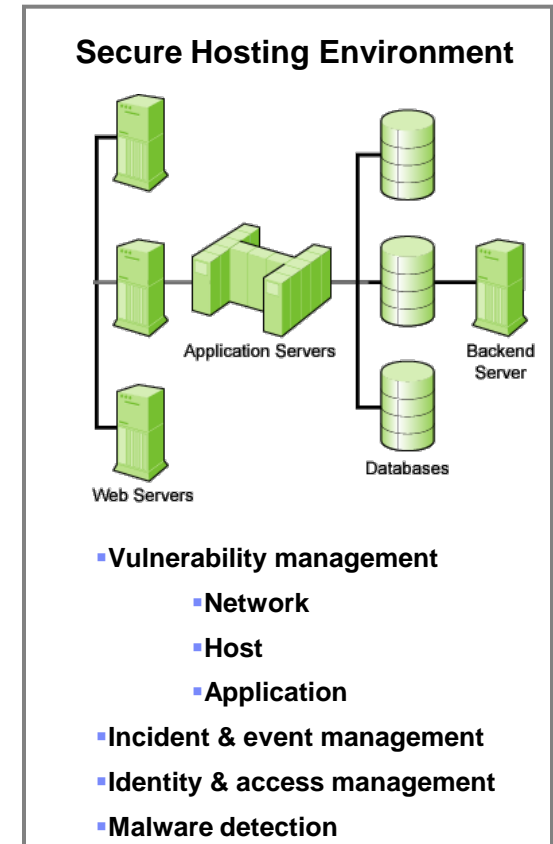 Secure Hosting Environment
Application Servers
Backend
Server
Databases
Web Servers
▪Vulnerability management
▪Network
▪Host
▪Application
▪Incident & event management
▪Identity & access management
▪Malware detection